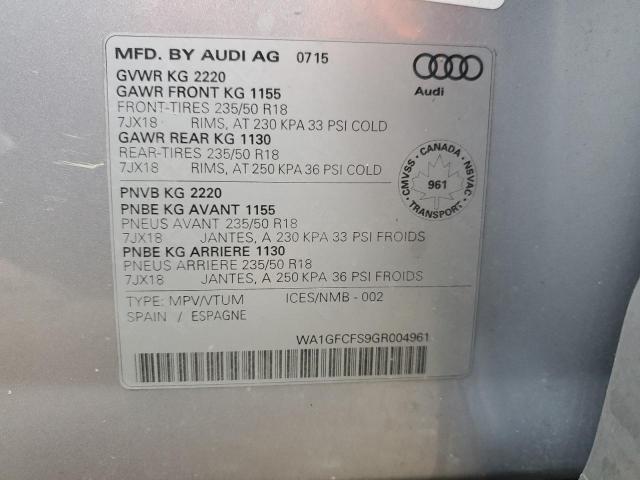 MFD. BY AUDI AG 0715
Audi
GVWR KG 2220
GAWR FRONT KG 1155
FRONT-TIRES 235/50 R18
7JX18 RIMS, AT 230 KPA 33 PSI COLD
GAWR REAR KG 1130
REAR-TIRES 235/50 R18
7JX18 RIMS, AT 250 KPA 36 PSI COLD
CMVSS - CANADA - NSVAC
961
TRANSPORT
PNVB KG 2220
PNBE KG AVANT 1155
PNEUS AVANT 235/50 R18
7JX18 JANTES, A 230 KPA 33 PSI FROIDS
PNBE KG ARRIERE 1130
PNEUS ARRIERE 235/50 R18
7JX18 JANTES, A 250 KPA 36 PSI FROIDS
TYPE: MPV/VTUM ICES/NMB - 002
SPAIN / ESPAGNE
WA1GFCFS9GR004961